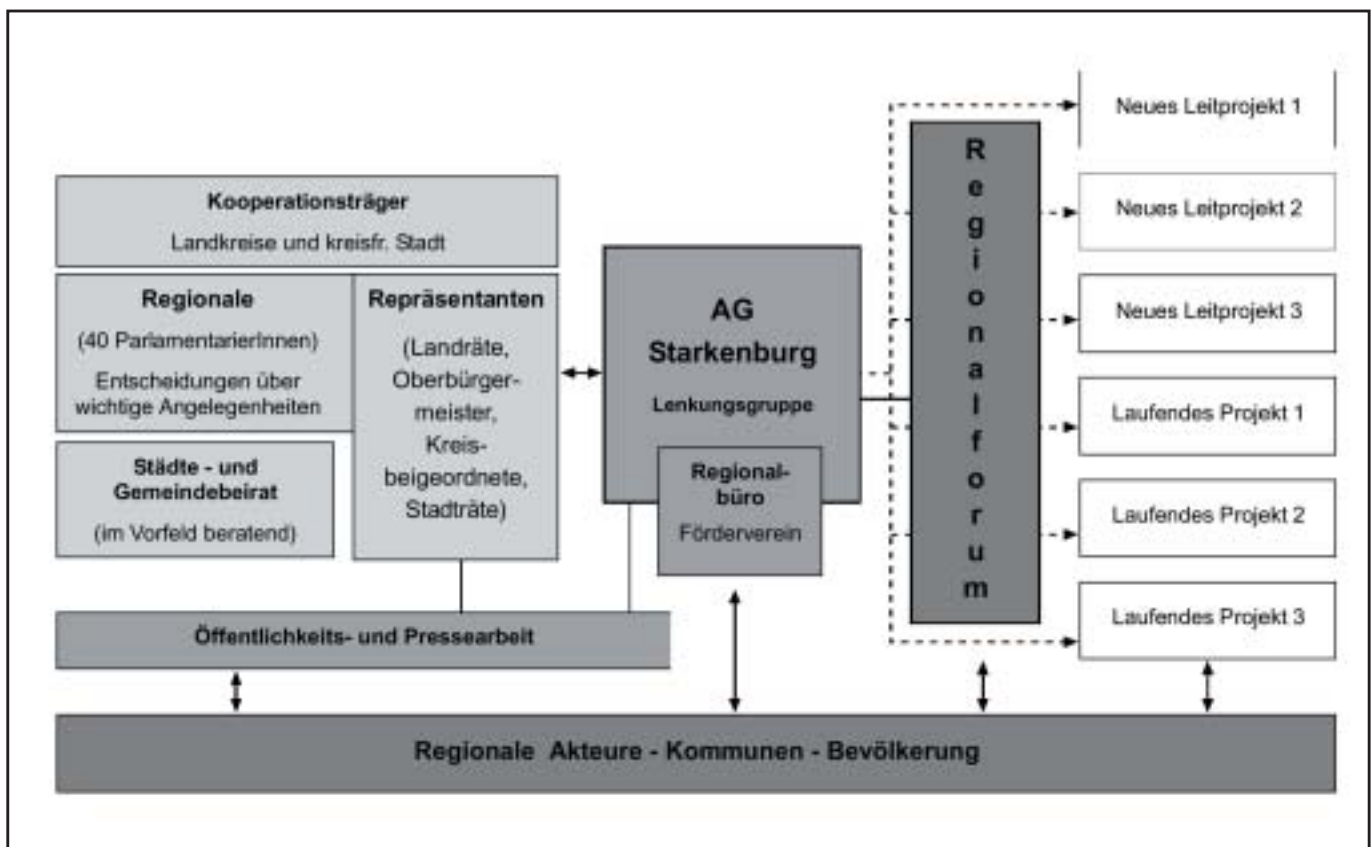 Kooperationsträger
Landkreise und kreisfr. Stadt
Regionale
(40 ParlamentarierInnen)
Entscheidungen über
wichtige Angelegenheiten
Städte - und
Gemeindebeirat
(im Vorfeld beratend)
Repräsentanten
(Landräte,
Oberbürger-
meister,
Kreis-
beigeordnete,
Stadträte)
AG
Starkenburg
Lenkungsgruppe
Regional-
büro
Förderverein
Regionalforum
Neues Leitprojekt 1
Neues Leitprojekt 2
Neues Leitprojekt 3
Laufendes Projekt 1
Laufendes Projekt 2
Laufendes Projekt 3
Öffentlichkeits- und Pressearbeit
Regionale Akteure - Kommunen - Bevölkerung